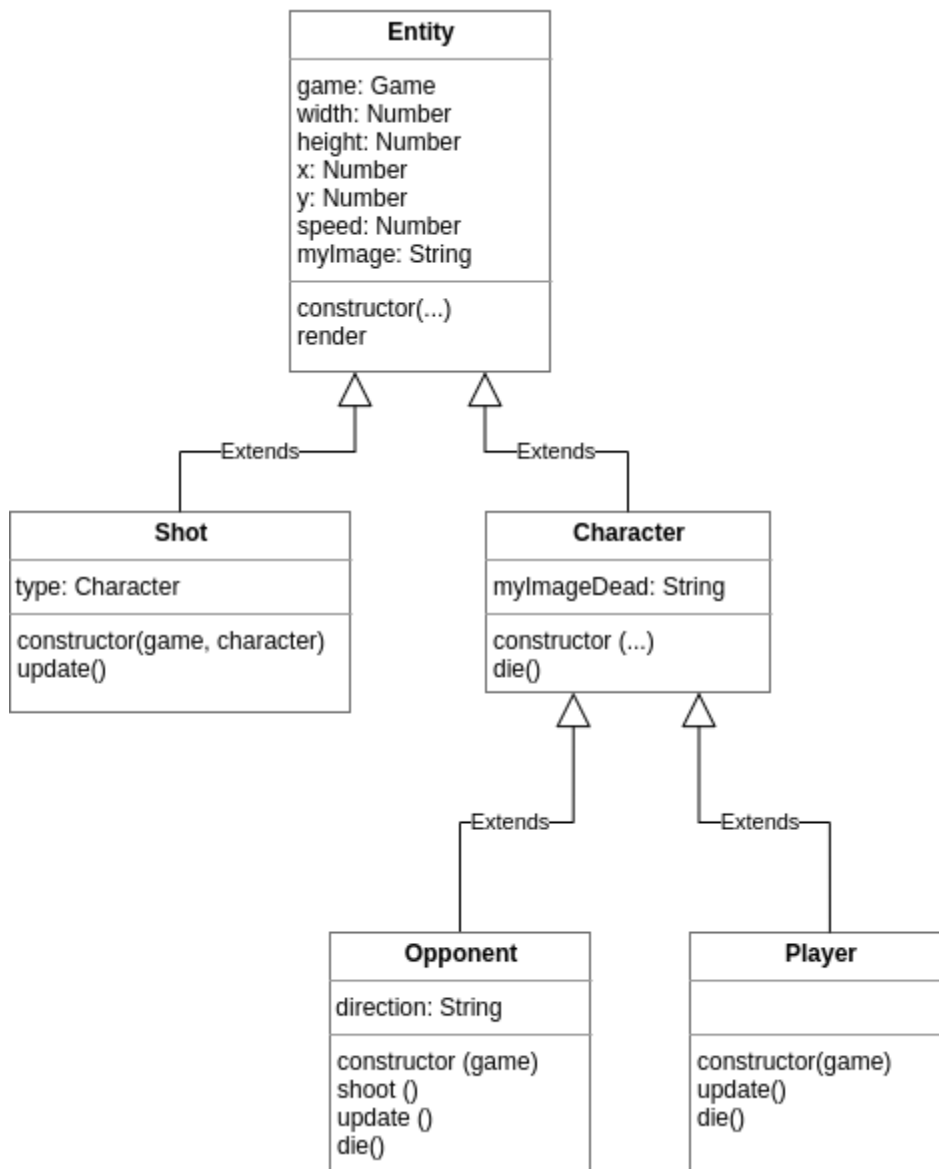 Entity
game: Game
width: Number
height: Number
x: Number
y: Number
speed: Number
myImage: String
constructor(...)
render
Extends
Extends
Shot
type: Character
constructor(game, character)
update()
Character
myImageDead: String
constructor (...)
die()
Extends
Extends
Opponent
direction: String
constructor (game)
shoot ()
update ()
die()
Player
constructor(game)
update()
die()